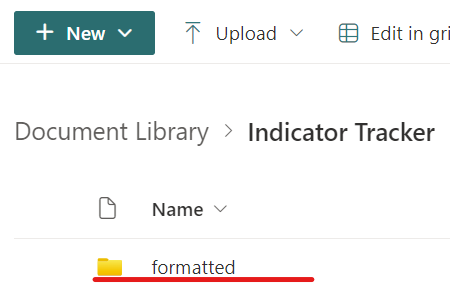 New Upload Edit in gri
Document Library > Indicator Tracker
Name
formatted